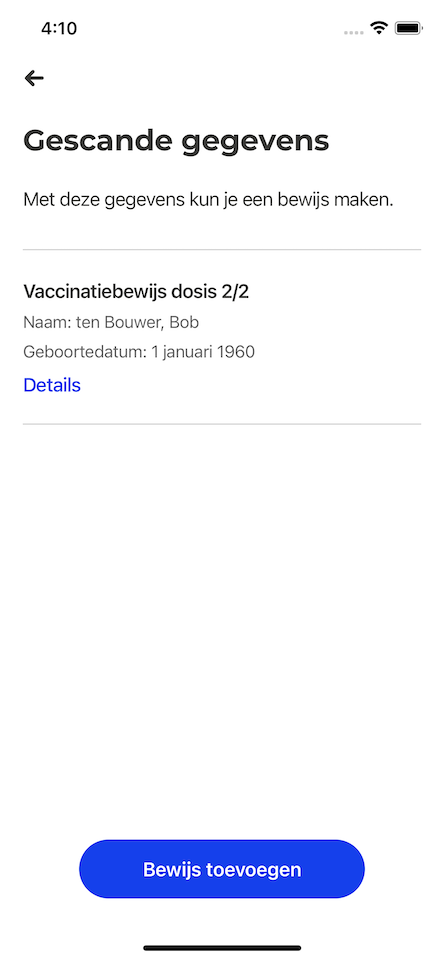 4:10
Gescande gegevens
Met deze gegevens kun je een bewijs maken.
Vaccinatiebewijs dosis 2/2
Naam: ten Bouwer, Bob
Geboortedatum: 1 januari 1960
Details
Bewijs toevoegen